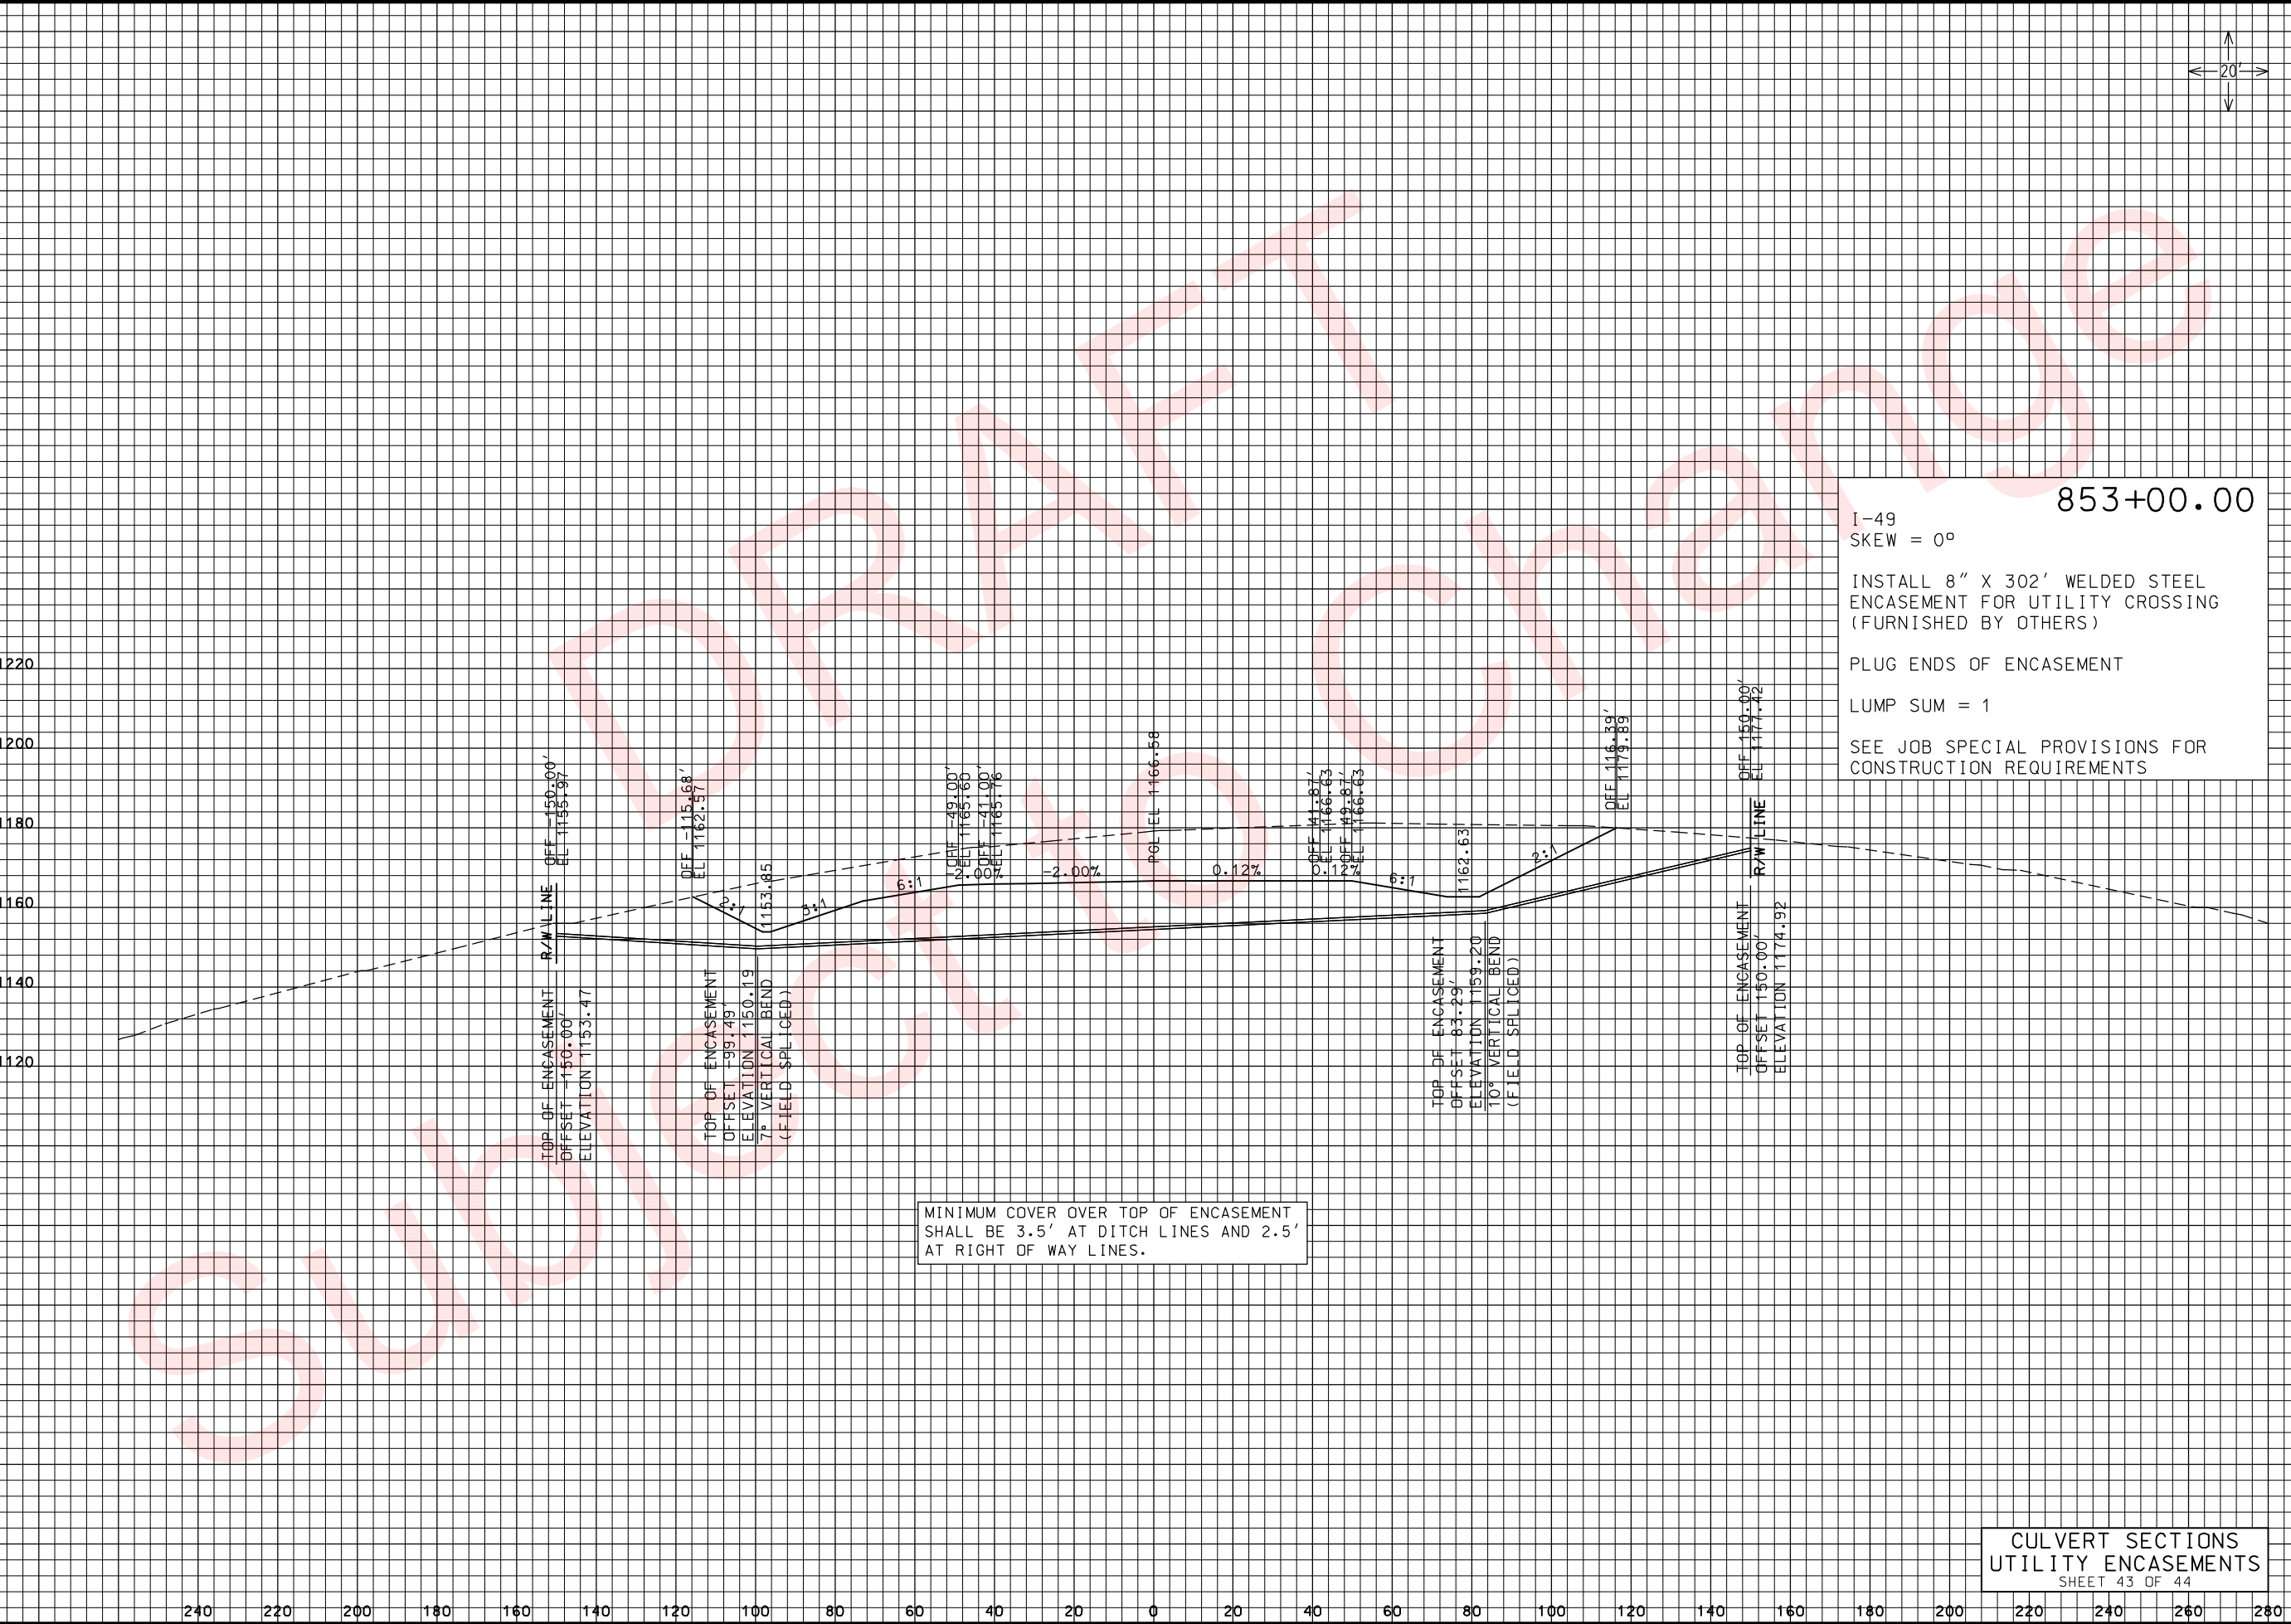 20'
853+00.00
I-49
SKEW = 0°
INSTALL 8" X 302' WELDED STEEL
ENCASEMENT FOR UTILITY CROSSING
(FURNISHED BY OTHERS)
PLUG ENDS OF ENCASEMENT
LUMP SUM = 1
SEE JOB SPECIAL PROVISIONS FOR
CONSTRUCTION REQUIREMENTS
DRAFT
Subject to Change
1220
1200
1180
1160
1140
1120
R/W LINE
OFF -150.00'
EL 1155.97
OFF -115.68'
EL 1162.57
2:1
1153.85
3:1
6:1
OFF -49.00'
EL 1165.60
OFF -41.00'
EL 1165.76
-2.00%
-2.00%
PGL EL 1166.58
0.12%
OFF 41.87'
EL 1166.63
OFF 49.87'
EL 1166.63
0.12%
6:1
1162.63
2:1
OFF 116.39'
EL 1179.89
OFF 150.00'
EL 1177.42
R/W LINE
TOP OF ENCASEMENT
OFFSET -150.00'
ELEVATION 1153.47
TOP OF ENCASEMENT
OFFSET -99.49'
ELEVATION 1150.19
7° VERTICAL BEND
(FIELD SPLICED)
TOP OF ENCASEMENT
OFFSET 83.29'
ELEVATION 1159.20
10° VERTICAL BEND
(FIELD SPLICED)
TOP OF ENCASEMENT
OFFSET 150.00'
ELEVATION 1174.92
MINIMUM COVER OVER TOP OF ENCASEMENT
SHALL BE 3.5' AT DITCH LINES AND 2.5'
AT RIGHT OF WAY LINES.
CULVERT SECTIONS
UTILITY ENCASEMENTS
SHEET 43 OF 44
240 220 200 180 160 140 120 100 80 60 40 20 0 20 40 60 80 100 120 140 160 180 200 220 240 260 280